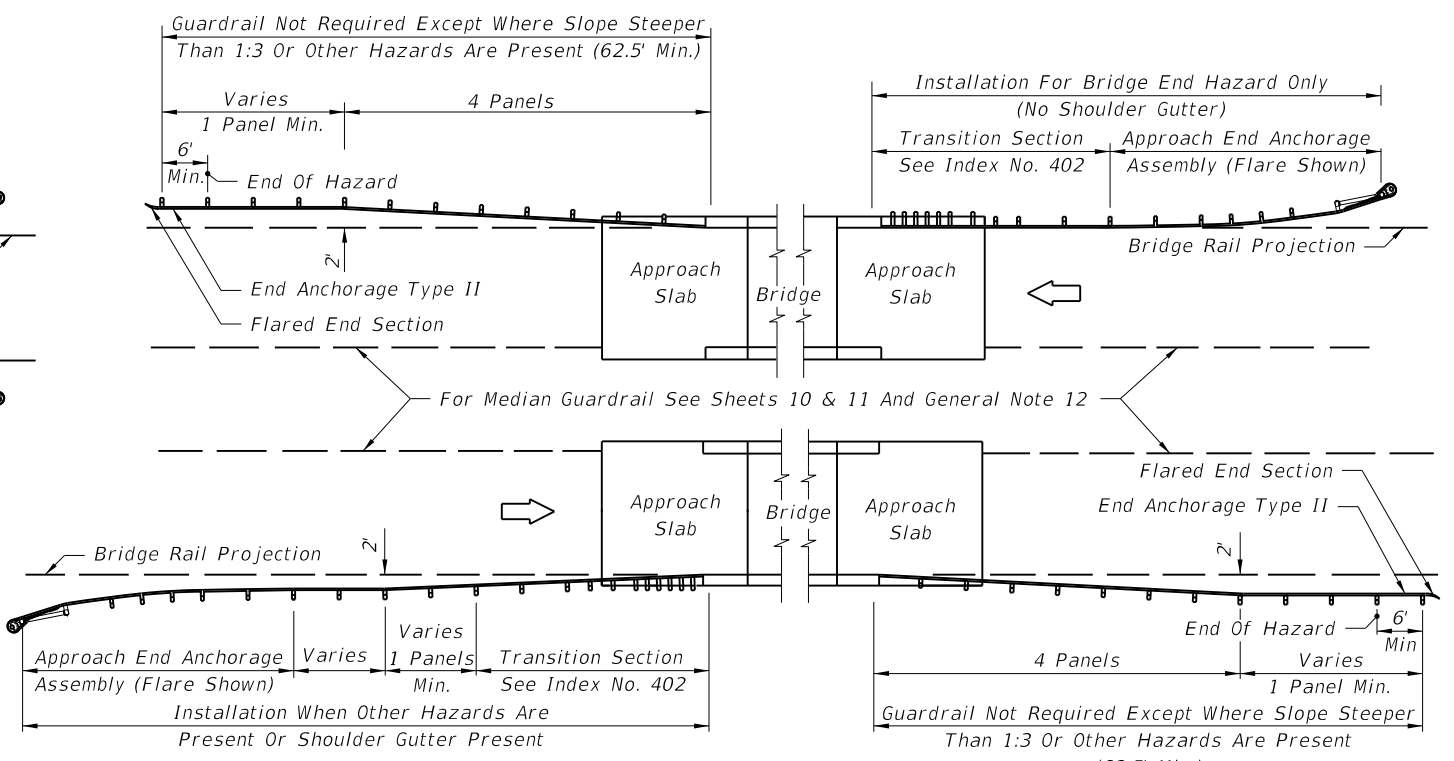 Guardrail Not Required Except Where Slope Steeper
Than 1:3 Or Other Hazards Are Present (62.5' Min.)
Varies
1 Panel Min.
4 Panels
6'
Min.
End Of Hazard
2'
End Anchorage Type II
Flared End Section
Installation For Bridge End Hazard Only
(No Shoulder Gutter)
Transition Section
See Index No. 402
Approach End Anchorage
Assembly (Flare Shown)
Bridge Rail Projection
Approach
Slab
Bridge
Approach
Slab
For Median Guardrail See Sheets 10 & 11 And General Note 12
Approach
Slab
Bridge
Approach
Slab
Flared End Section
End Anchorage Type II
Bridge Rail Projection
2'
2'
End Of Hazard
6'
Min
Approach End Anchorage
Assembly (Flare Shown)
Varies
Varies
1 Panels
Min.
Transition Section
See Index No. 402
Installation When Other Hazards Are
Present Or Shoulder Gutter Present
4 Panels
Varies
1 Panel Min.
Guardrail Not Required Except Where Slope Steeper
Than 1:3 Or Other Hazards Are Present